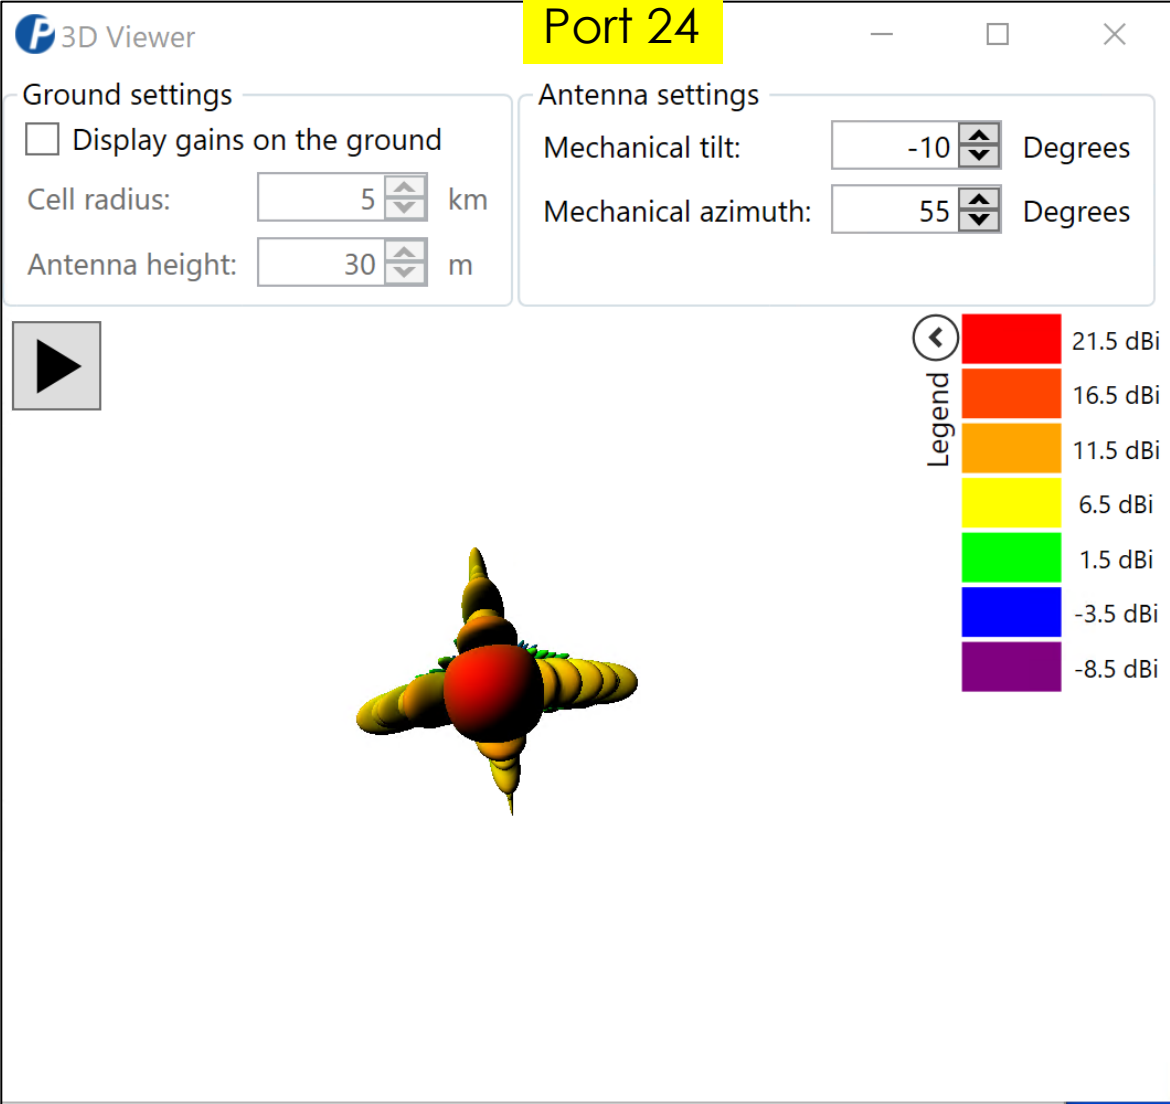 Port 24
3D Viewer
Ground settings
Display gains on the ground
Cell radius: 5 km
Antenna height: 30 m
Antenna settings
Mechanical tilt: -10 Degrees
Mechanical azimuth: 55 Degrees
Legend
21.5 dBi
16.5 dBi
11.5 dBi
6.5 dBi
1.5 dBi
-3.5 dBi
-8.5 dBi